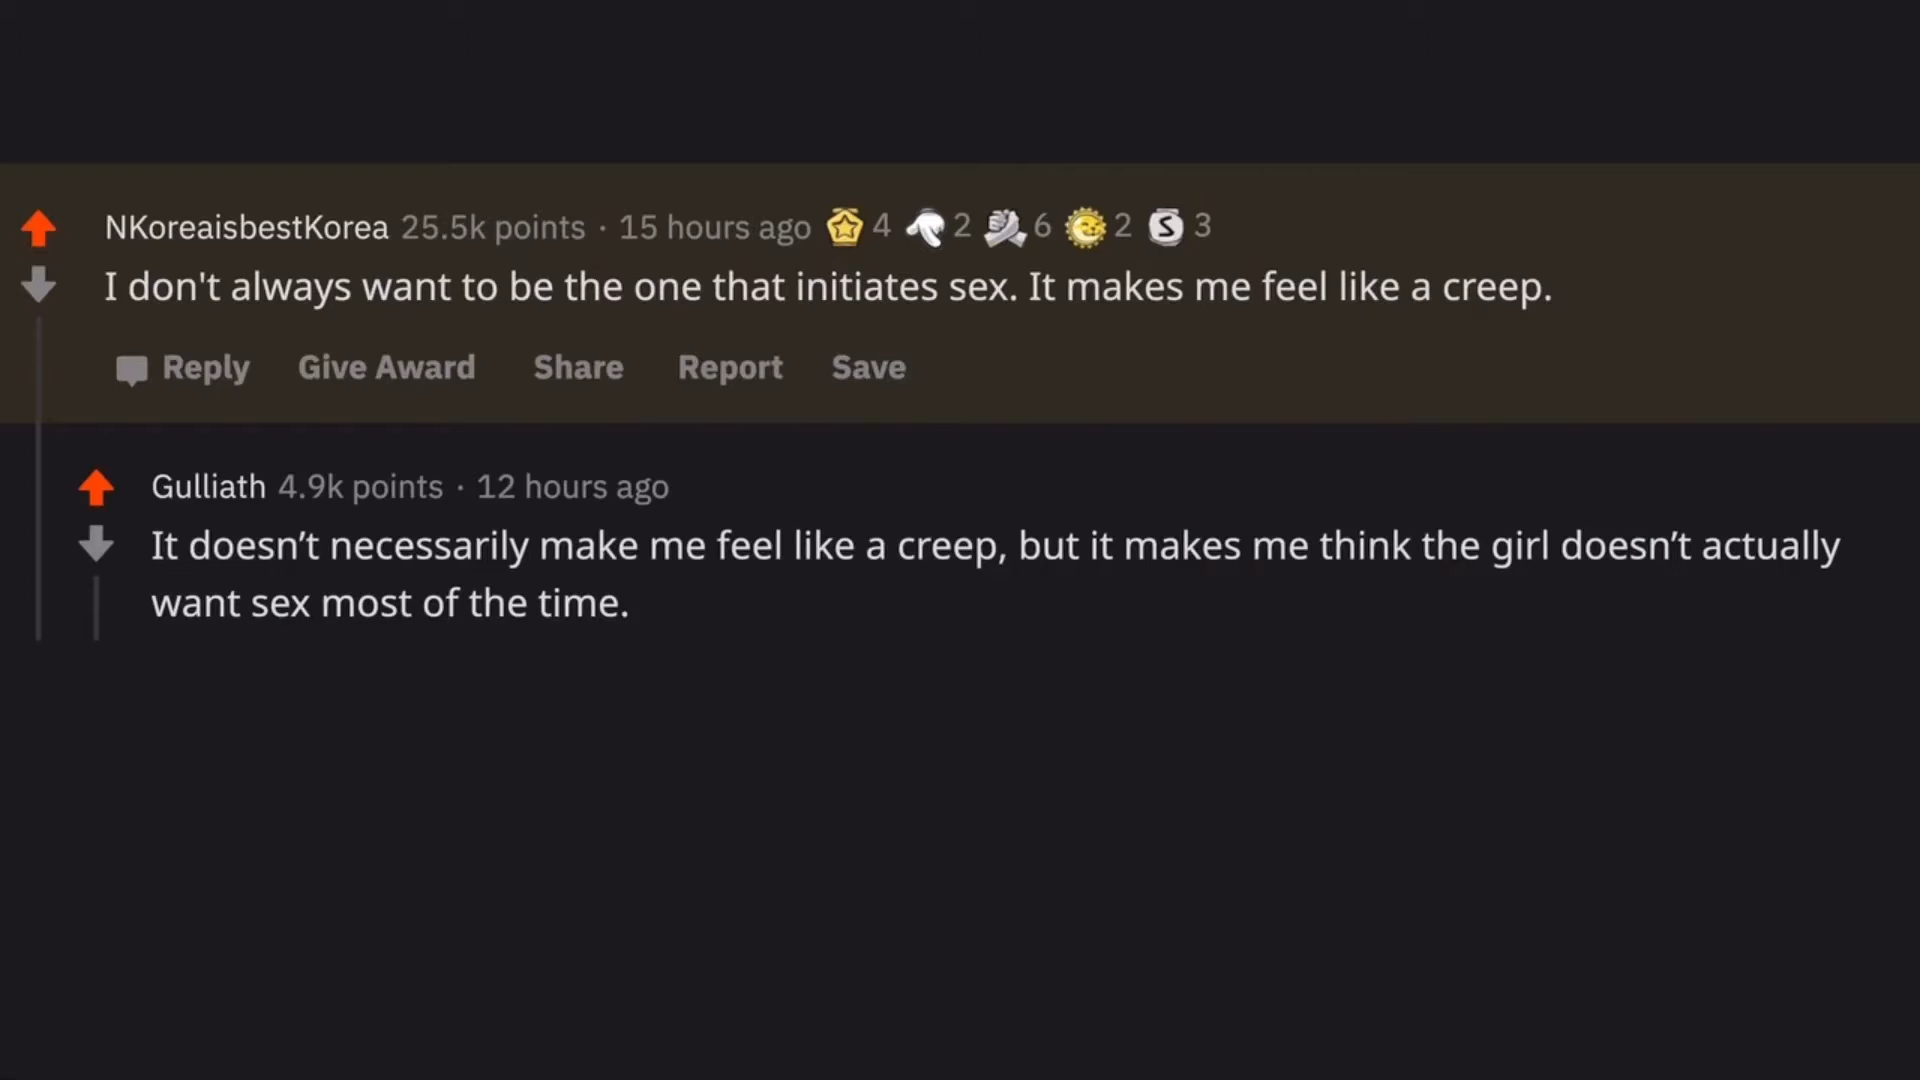 NKoreaisbestKorea 25.5k points · 15 hours ago 4 2 6 2 S 3
I don't always want to be the one that initiates sex. It makes me feel like a creep.
Reply Give Award Share Report Save
Gulliath 4.9k points · 12 hours ago
It doesn’t necessarily make me feel like a creep, but it makes me think the girl doesn’t actually
want sex most of the time.